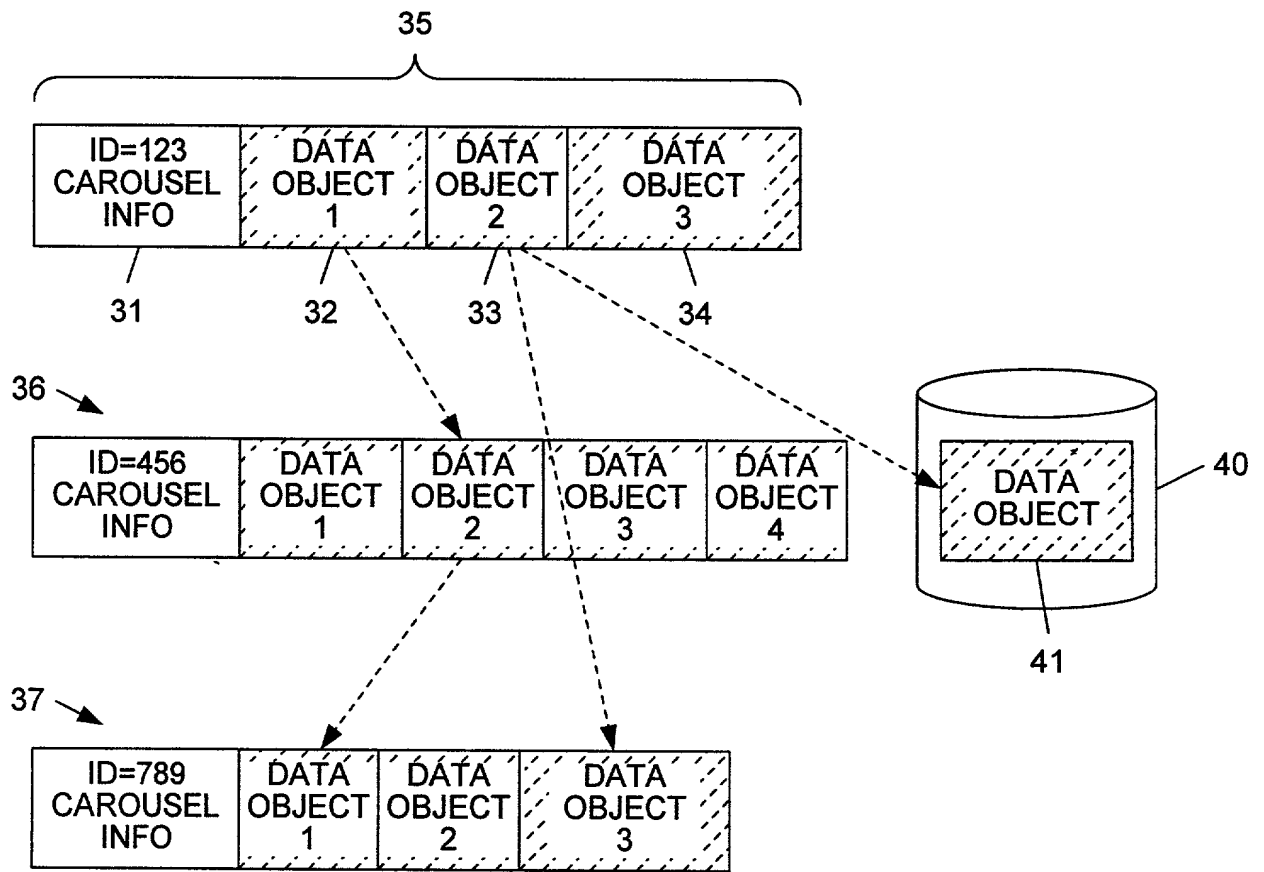 35
ID=123
CAROUSEL
INFO
DATA
OBJECT
1
DATA
OBJECT
2
DATA
OBJECT
3
31
32
33
34
36
ID=456
CAROUSEL
INFO
DATA
OBJECT
1
DATA
OBJECT
2
DATA
OBJECT
3
DATA
OBJECT
4
DATA
OBJECT
40
41
37
ID=789
CAROUSEL
INFO
DATA
OBJECT
1
DATA
OBJECT
2
DATA
OBJECT
3